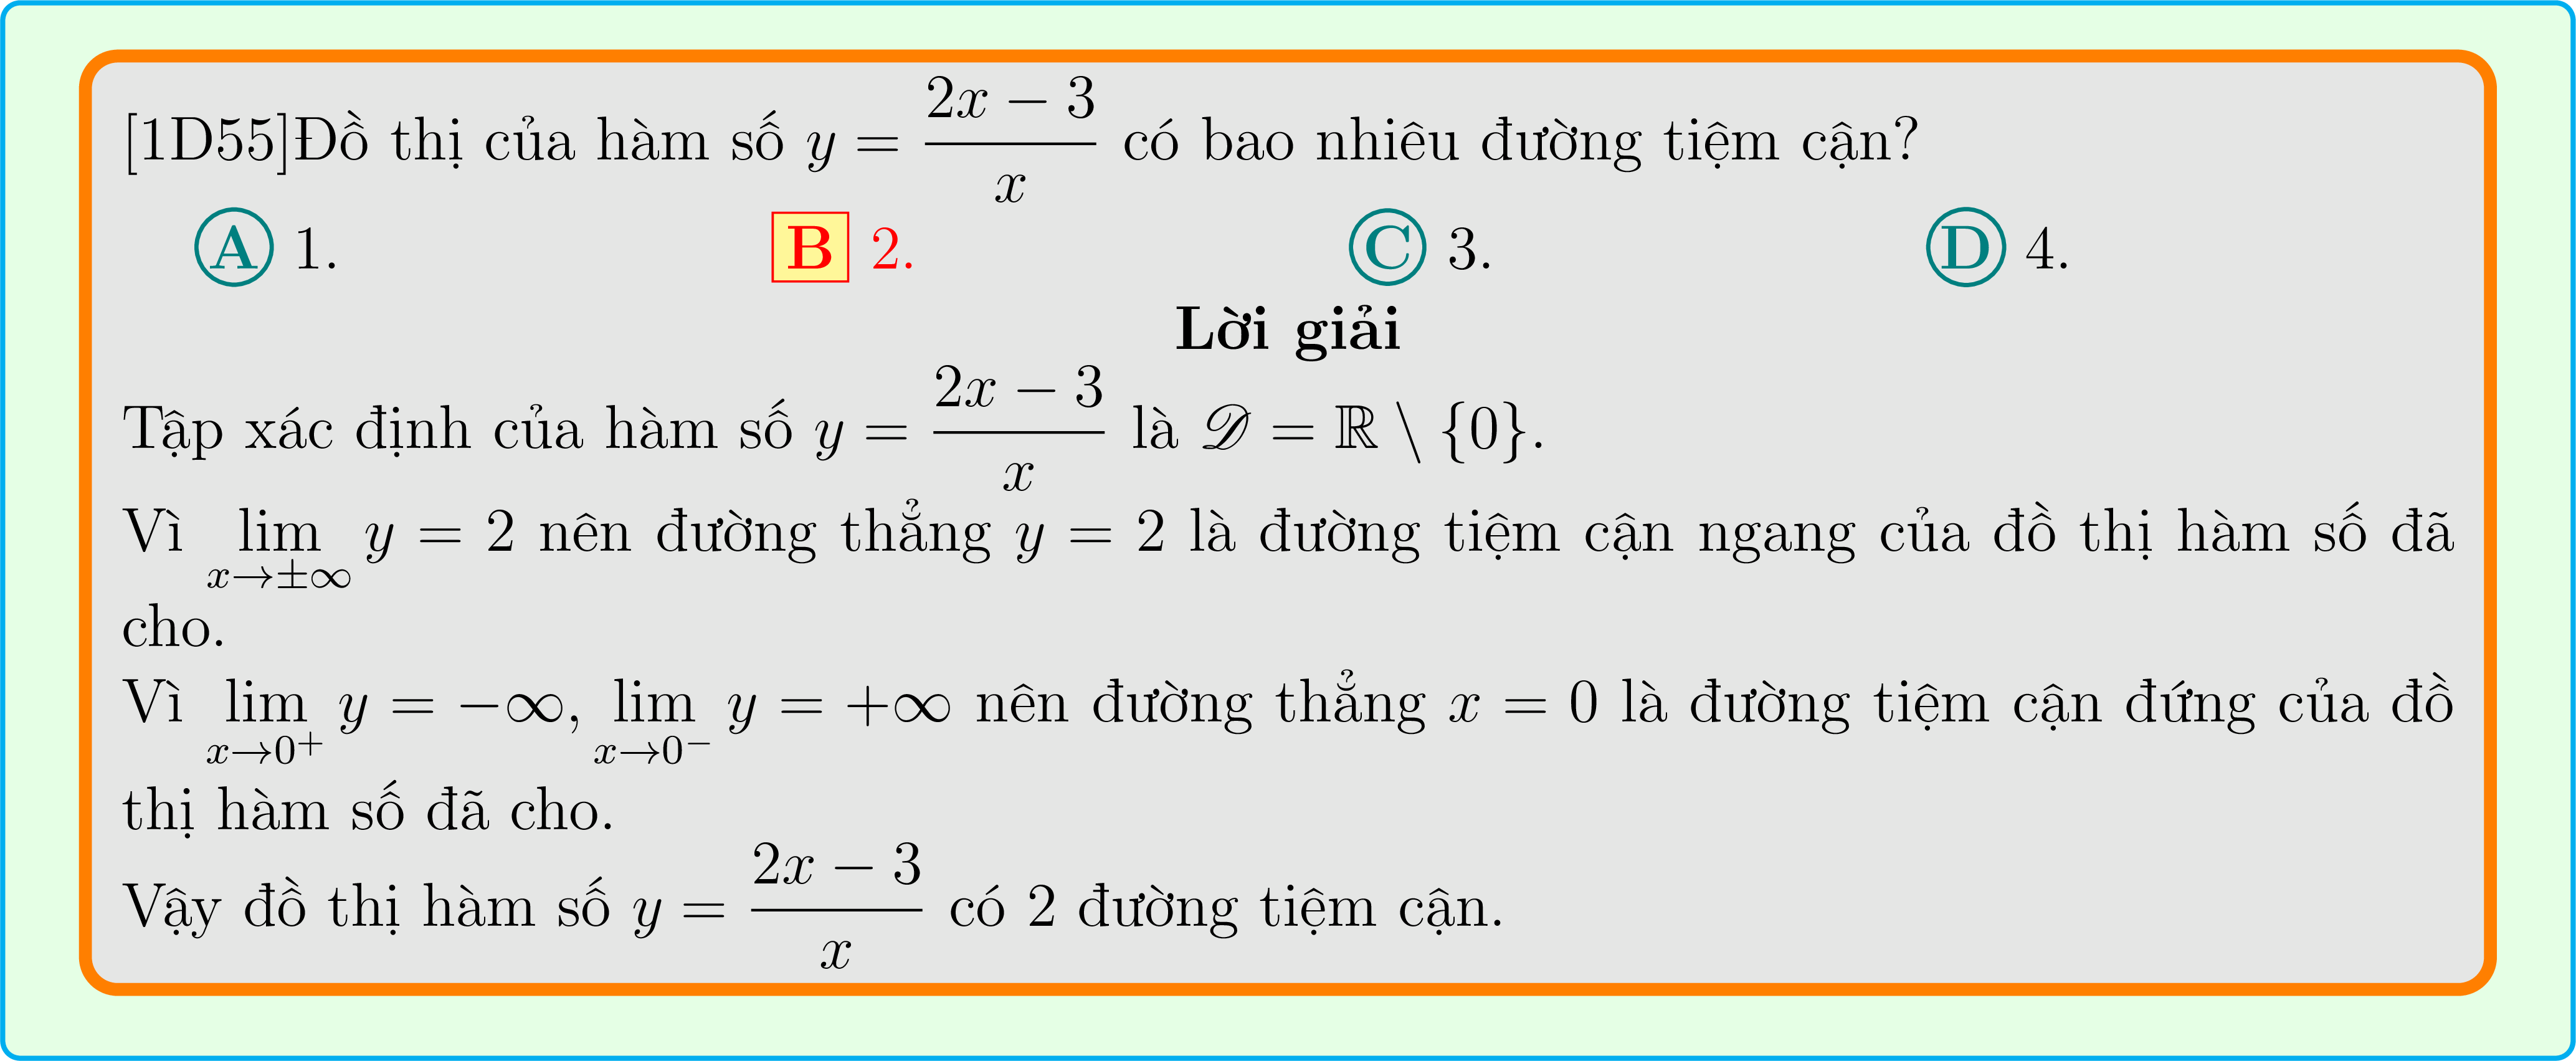 [1D55]Đồ thị của hàm số $y = \dfrac{2x - 3}{x}$ có bao nhiêu đường tiệm cận?
Ⓐ 1. B 2. Ⓒ 3. Ⓓ 4.
Lời giải
Tập xác định của hàm số $y = \dfrac{2x - 3}{x}$ là $\mathscr{D} = \mathbb{R} \setminus \{0\}$.
Vì $\lim\limits_{x \to \pm\infty} y = 2$ nên đường thẳng $y = 2$ là đường tiệm cận ngang của đồ thị hàm số đã
cho.
Vì $\lim\limits_{x \to 0^+} y = -\infty, \lim\limits_{x \to 0^-} y = +\infty$ nên đường thẳng $x = 0$ là đường tiệm cận đứng của đồ
thị hàm số đã cho.
Vậy đồ thị hàm số $y = \dfrac{2x - 3}{x}$ có 2 đường tiệm cận.